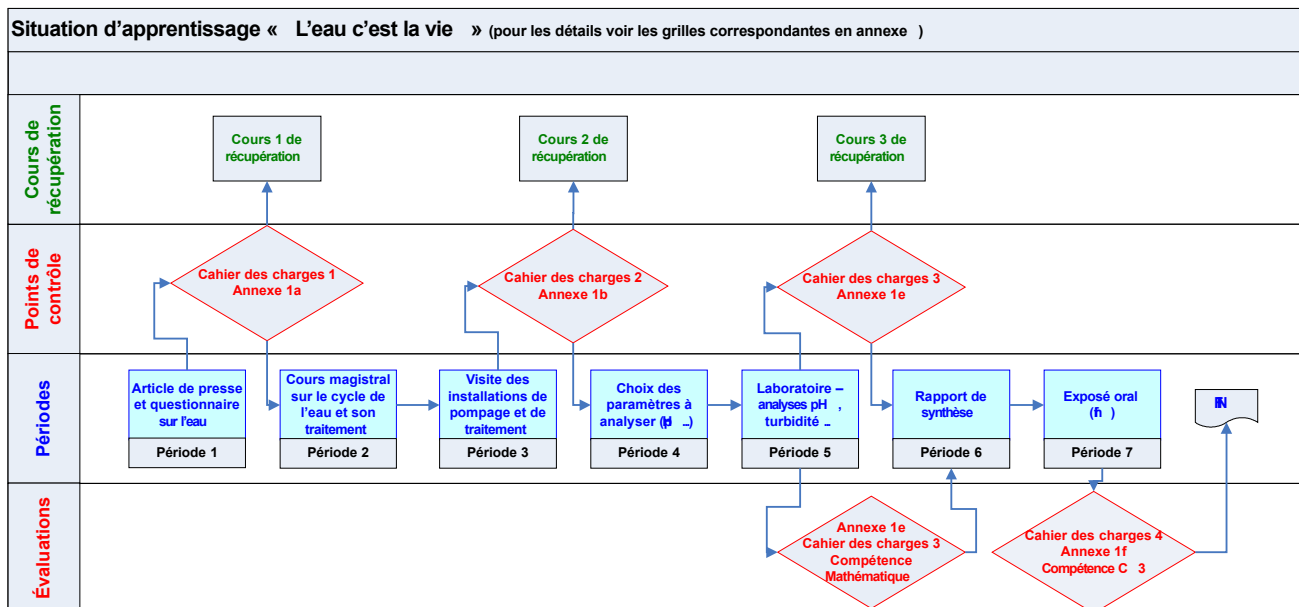 Situation d'apprentissage « L'eau c'est la vie » (pour les détails voir les grilles correspondantes en annexe )
Cours de
récupération
Cours 1 de
récupération
Cours 2 de
récupération
Cours 3 de
récupération
Points de
contrôle
Cahier des charges 1
Annexe 1a
Cahier des charges 2
Annexe 1b
Cahier des charges 3
Annexe 1e
Périodes
Article de presse
et questionnaire
sur l'eau
Période 1
Cours magistral
sur le cycle de
l'eau et son
traitement
Période 2
Visite des
installations de
pompage et de
traitement
Période 3
Choix des
paramètres à
analyser
Période 4
Laboratoire –
analyses pH ,
turbidité ...
Période 5
Rapport de
synthèse
Période 6
Exposé oral
Période 7
Évaluations
Annexe 1e
Cahier des charges 3
Compétence
Mathématique
Cahier des charges 4
Annexe 1f
Compétence C 3